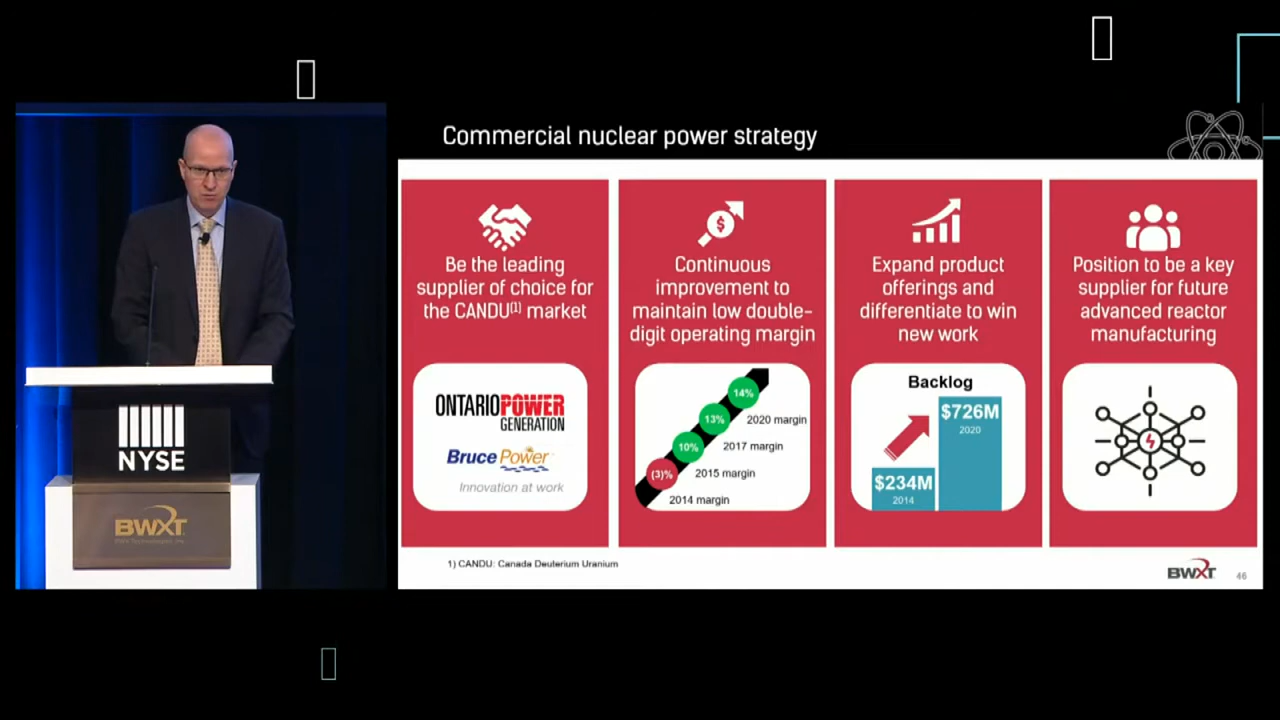 Commercial nuclear power strategy
Be the leading
supplier of choice for
the CANDU(1) market
ONTARIOPOWER
GENERATION
Bruce Power
Innovation at work
Continuous
improvement to
maintain low double-
digit operating margin
14%
2020 margin
13%
2017 margin
10%
2015 margin
(3)%
2014 margin
Expand product
offerings and
differentiate to win
new work
Backlog
$726M
2020
$234M
2014
Position to be a key
supplier for future
advanced reactor
manufacturing
1) CANDU: Canada Deuterium Uranium
BWXT
46
NYSE
BWXT